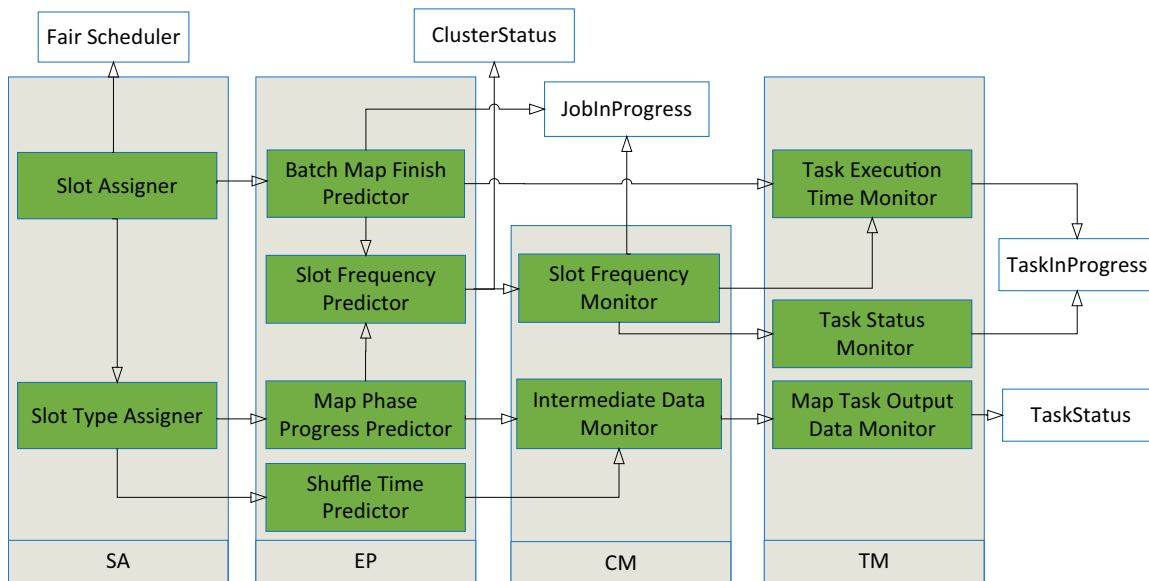 Fair Scheduler
ClusterStatus
JobInProgress
Slot Assigner
Batch Map Finish
Predictor
Task Execution
Time Monitor
TaskInProgress
Slot Frequency
Predictor
Slot Frequency
Monitor
Task Status
Monitor
Slot Type Assigner
Map Phase
Progress Predictor
Intermediate Data
Monitor
Map Task Output
Data Monitor
TaskStatus
Shuffle Time
Predictor
SA
EP
CM
TM